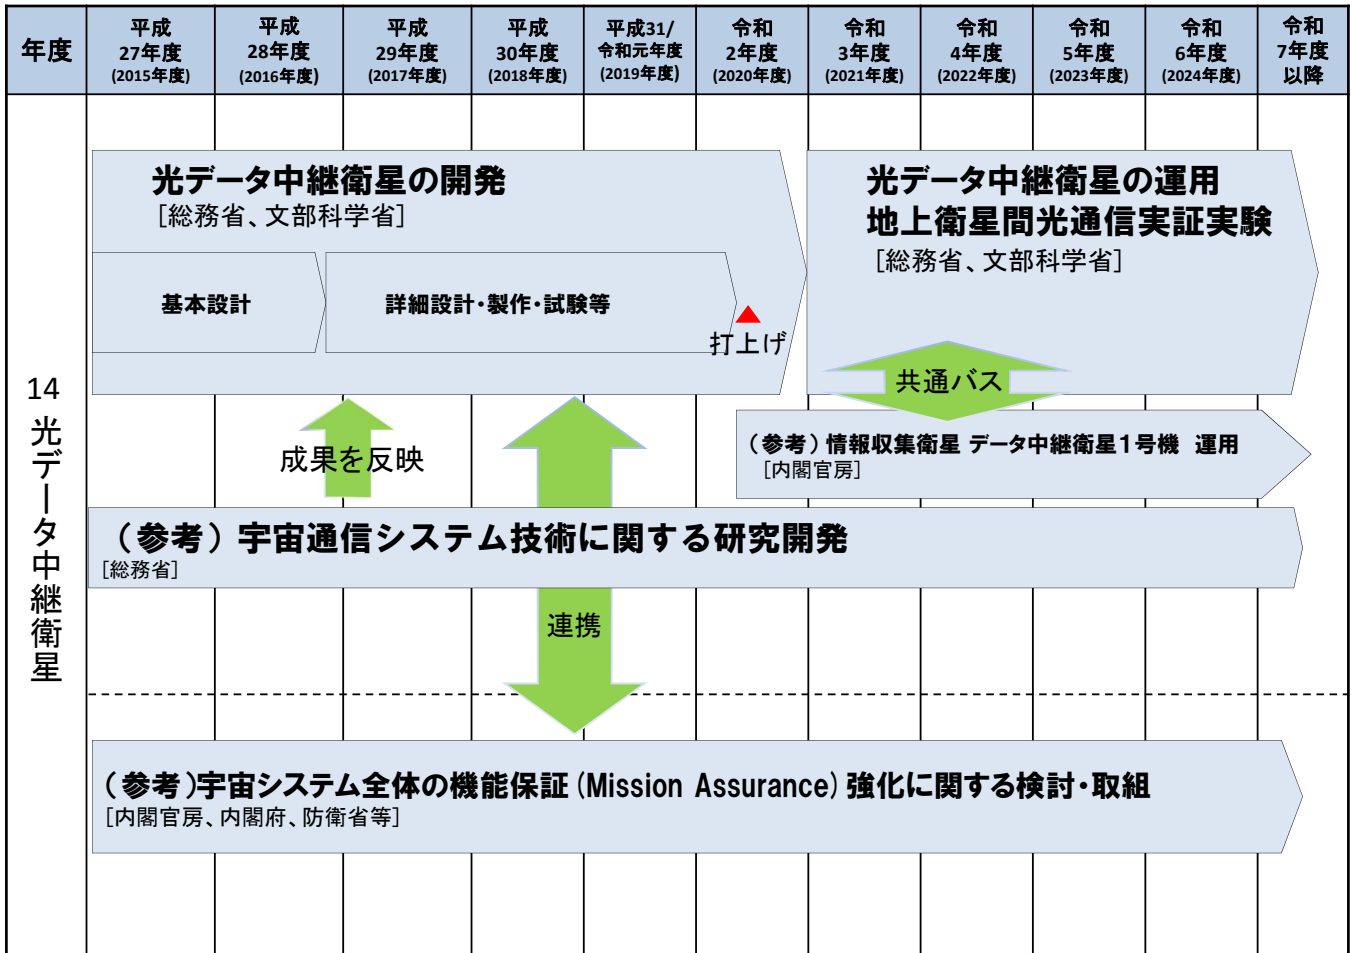 年度
平成
27年度
(2015年度)
平成
28年度
(2016年度)
平成
29年度
(2017年度)
平成
30年度
(2018年度)
平成31/
令和元年度
(2019年度)
令和
2年度
(2020年度)
令和
3年度
(2021年度)
令和
4年度
(2022年度)
令和
5年度
(2023年度)
令和
6年度
(2024年度)
令和
7年度
以降
14
光データ中継衛星
光データ中継衛星の開発
[総務省、文部科学省]
基本設計
詳細設計・製作・試験等
打上げ
光データ中継衛星の運用
地上衛星間光通信実証実験
[総務省、文部科学省]
共通バス
成果を反映
(参考)情報収集衛星 データ中継衛星1号機 運用
[内閣官房]
(参考)宇宙通信システム技術に関する研究開発
[総務省]
連携
(参考)宇宙システム全体の機能保証(Mission Assurance)強化に関する検討・取組
[内閣官房、内閣府、防衛省等]